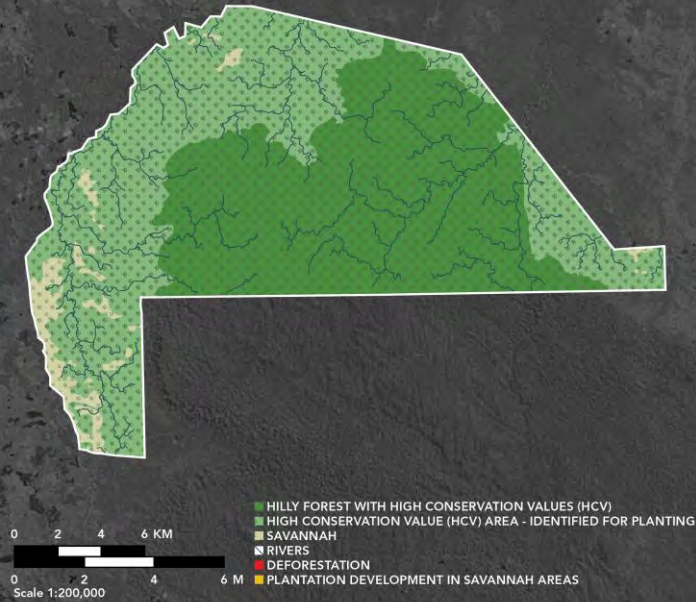 HILLY FOREST WITH HIGH CONSERVATION VALUES (HCV)
HIGH CONSERVATION VALUE (HCV) AREA - IDENTIFIED FOR PLANTING
SAVANNAH
RIVERS
DEFORESTATION
PLANTATION DEVELOPMENT IN SAVANNAH AREAS
0 2 4 6 KM
0 2 4 6 M
Scale 1:200,000